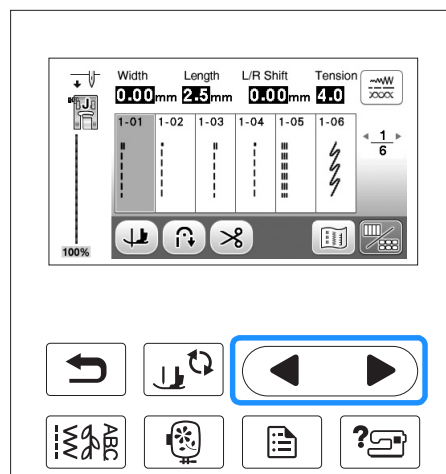 Width Length L/R Shift Tension
0.00mm 2.5mm 0.00mm 4.0
J
1-01 1-02 1-03 1-04 1-05 1-06
1
6
100%
ABC
?